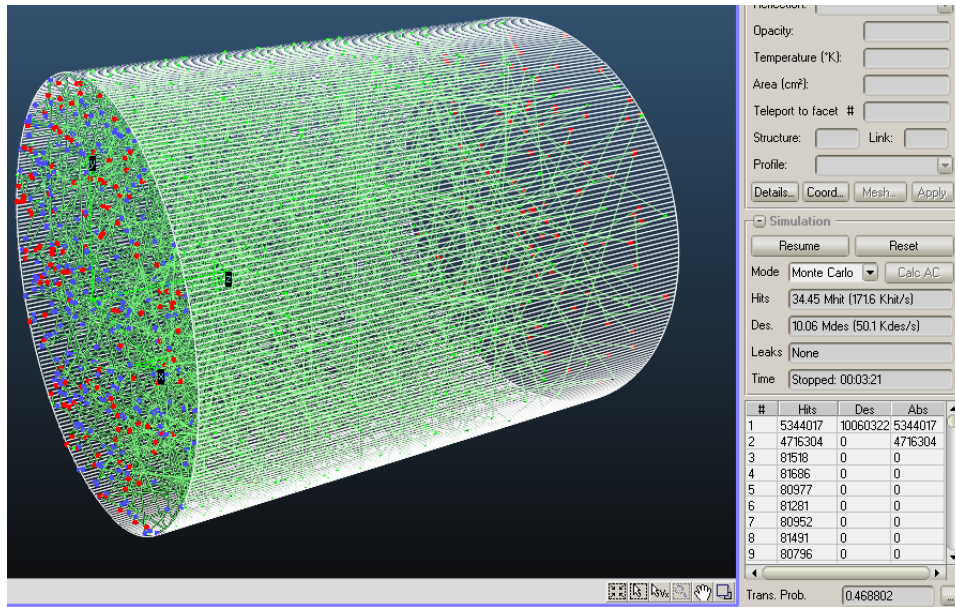 Reflection:
Opacity:
Temperature (°K):
Area (cm²):
Teleport to facet #
Structure: Link:
Profile:
Details... Coord... Mesh... Apply
Simulation
Resume Reset
Mode Monte Carlo Calc AC
Hits 34.45 Mhit (171.6 Khit/s)
Des. 10.06 Mdes (50.1 Kdes/s)
Leaks None
Time Stopped: 00:03:21
# Hits Des Abs
1 5344017 10060322 5344017
2 4716304 0 4716304
3 81518 0 0
4 81686 0 0
5 80977 0 0
6 81281 0 0
7 80952 0 0
8 81491 0 0
9 80796 0 0
Trans. Prob. 0.468802 ...